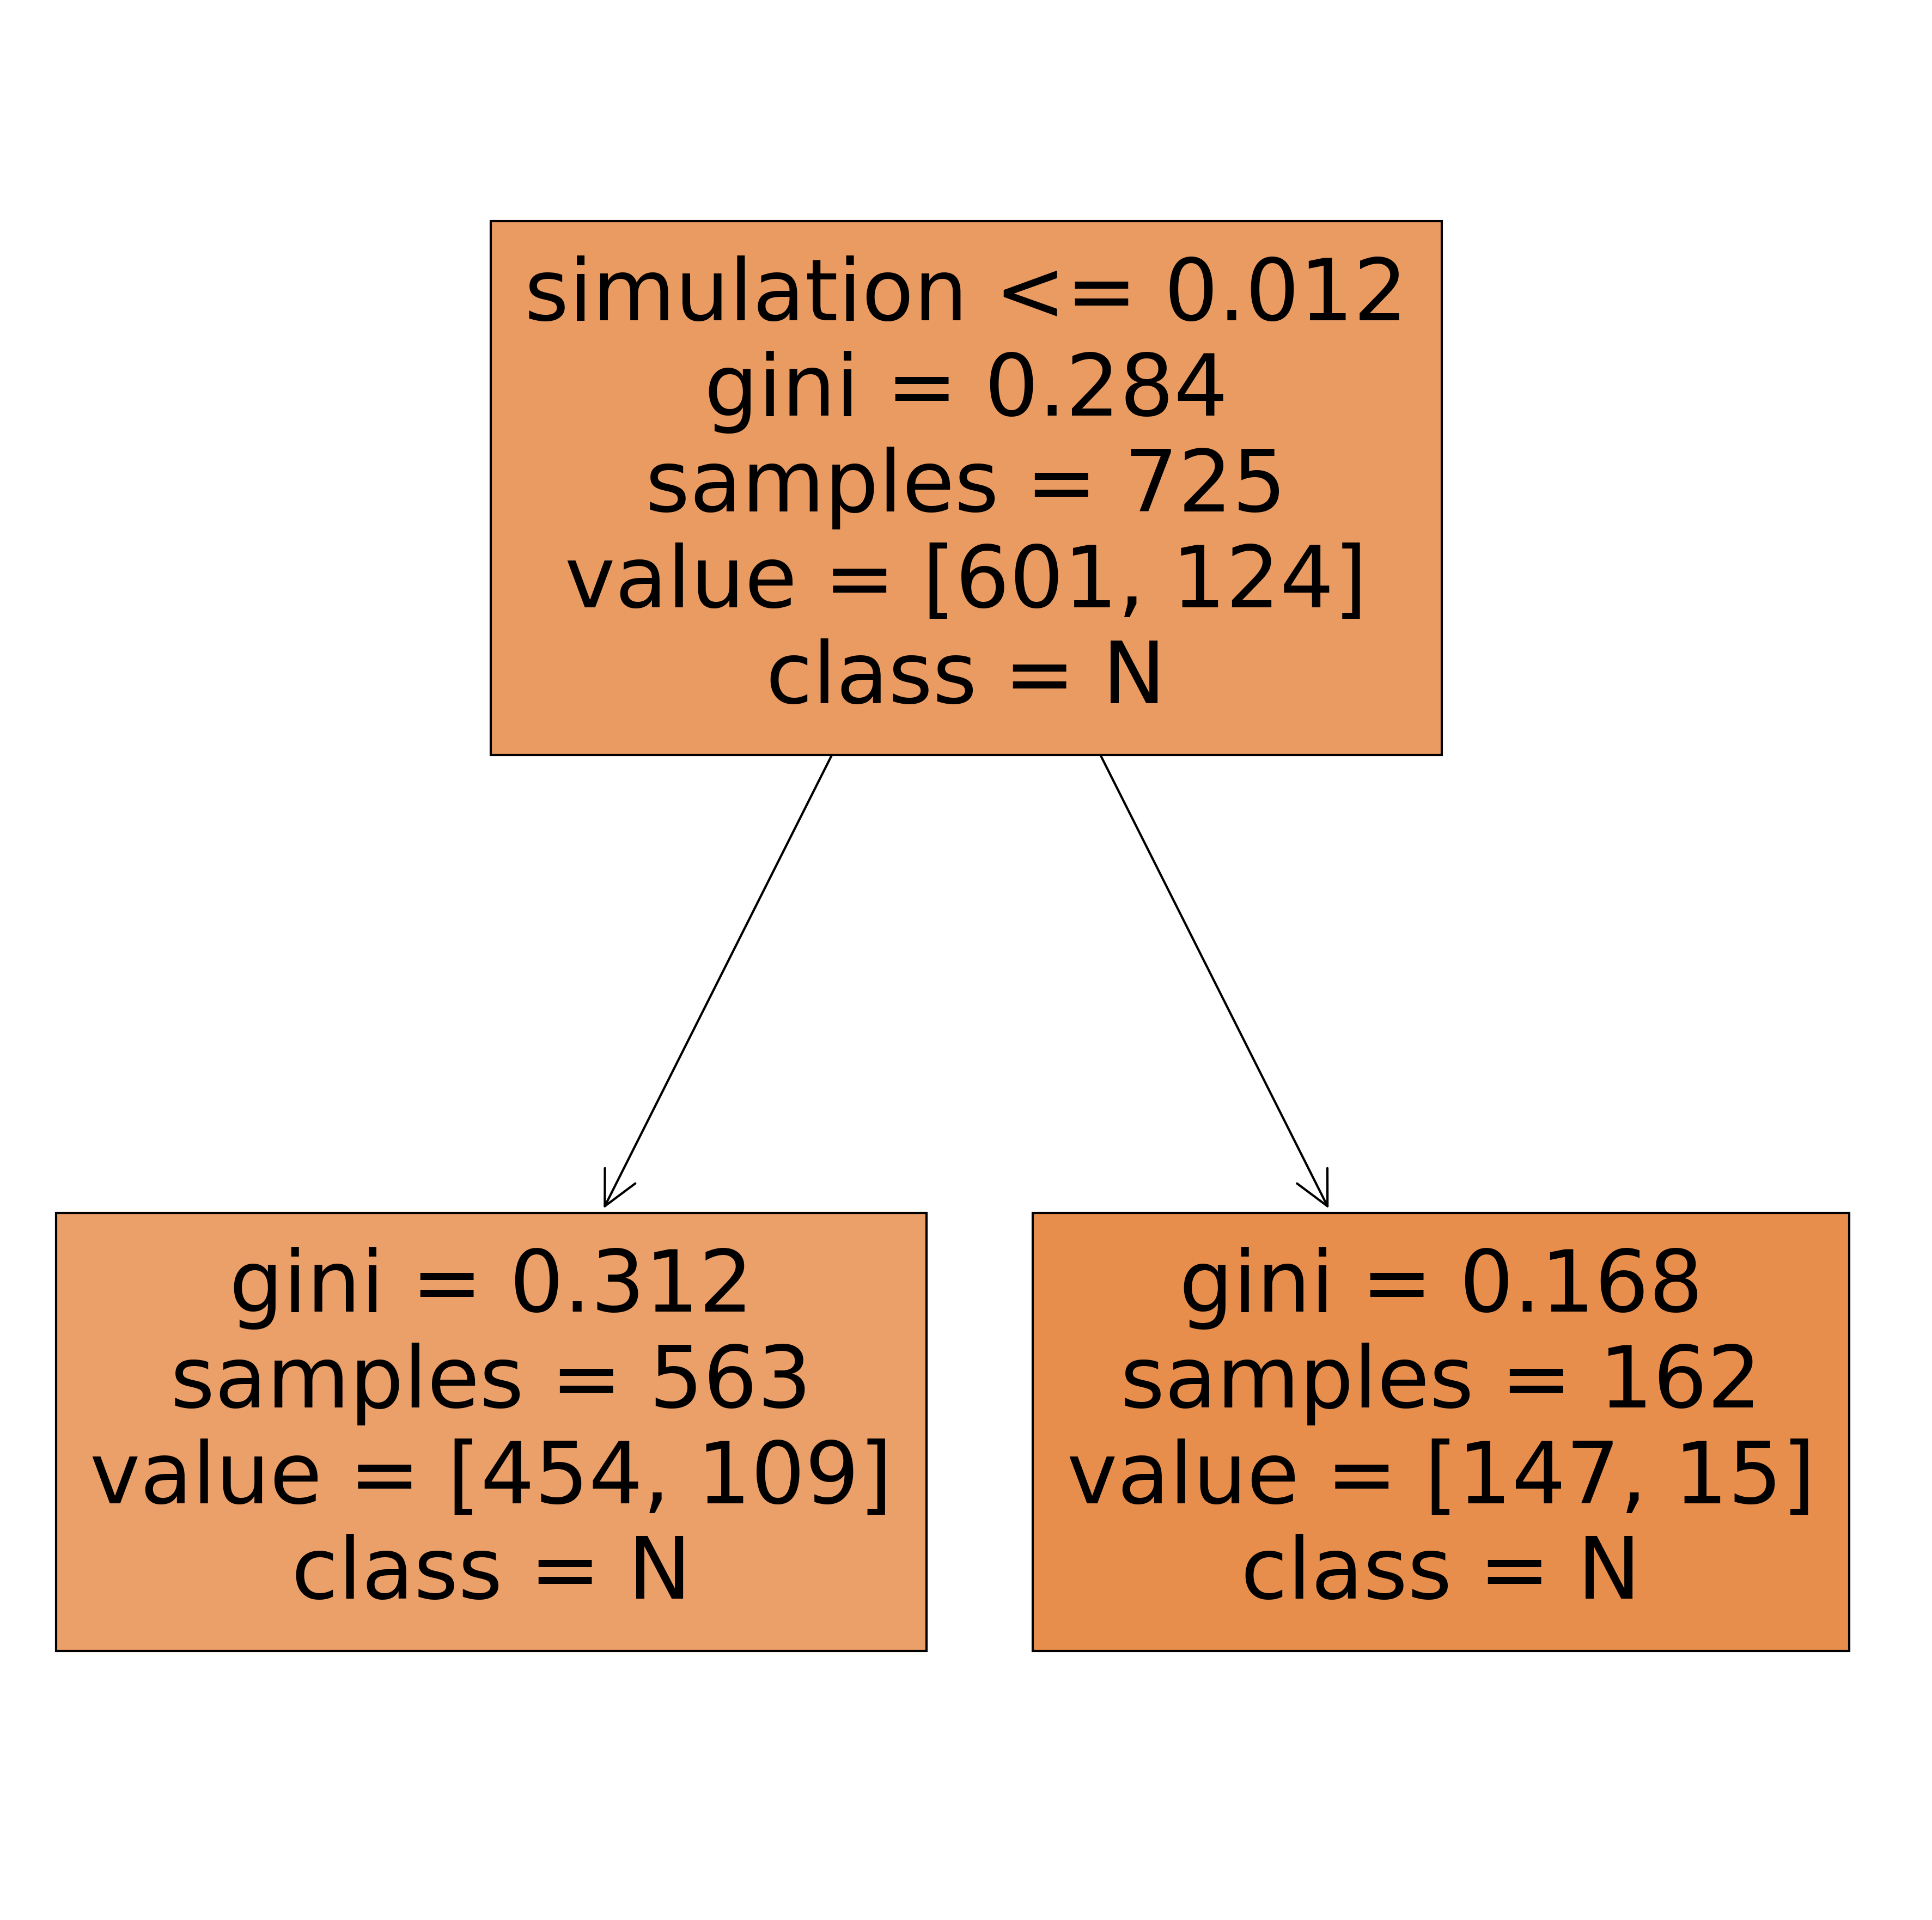 simulation <= 0.012
gini = 0.284
samples = 725
value = [601, 124]
class = N
gini = 0.312
samples = 563
value = [454, 109]
class = N
gini = 0.168
samples = 162
value = [147, 15]
class = N